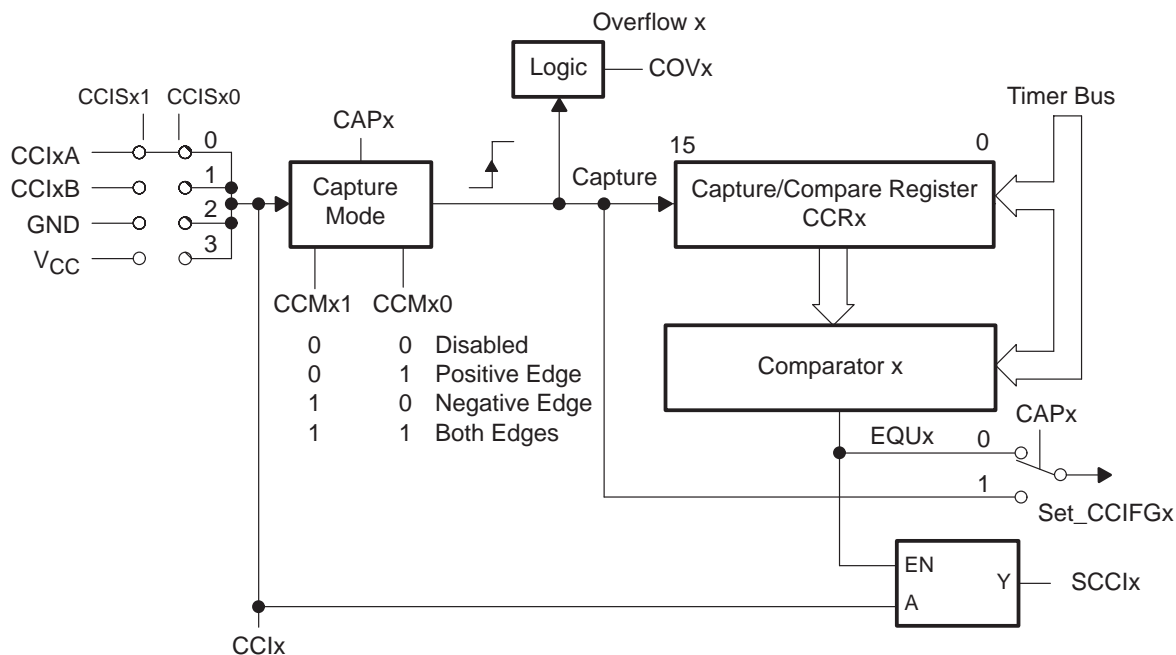 Overflow x
Logic
COVx
CCISx1 CCISx0
Timer Bus
CAPx
CCIxA
0
CCIxB
1
GND
2
VCC
3
Capture
Mode
Capture
15 0
Capture/Compare Register
CCRx
CCMx1 CCMx0
0 0 Disabled
0 1 Positive Edge
1 0 Negative Edge
1 1 Both Edges
Comparator x
CAPx
EQUx
0
1
Set_CCIFGx
EN
A
Y
SCCIx
CCIx